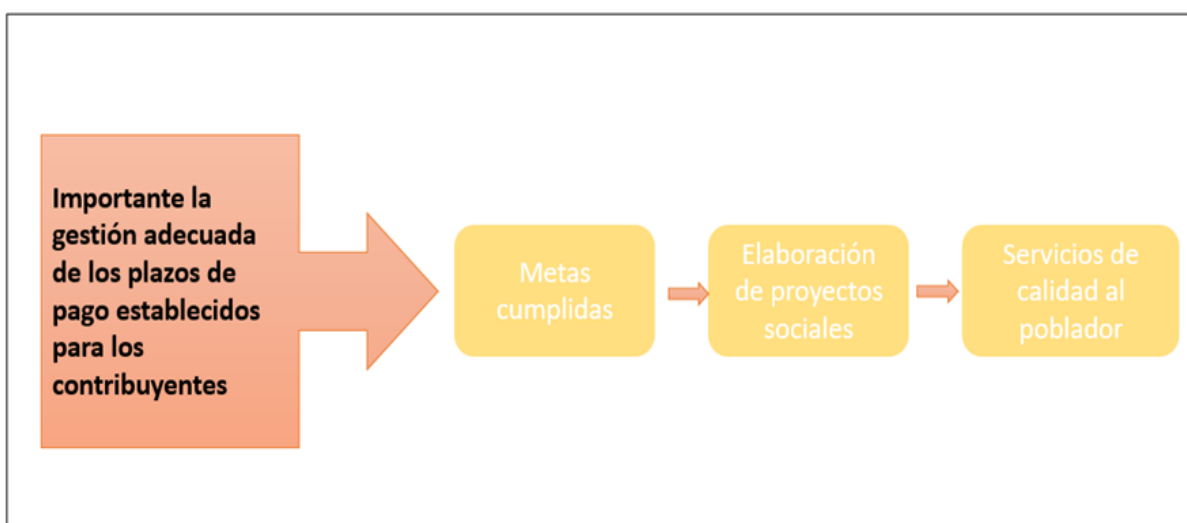 Importante la
gestión adecuada
de los plazos de
pago establecidos
para los
contribuyentes
Metas
cumplidas
Elaboración
de proyectos
sociales
Servicios de
calidad al
poblador